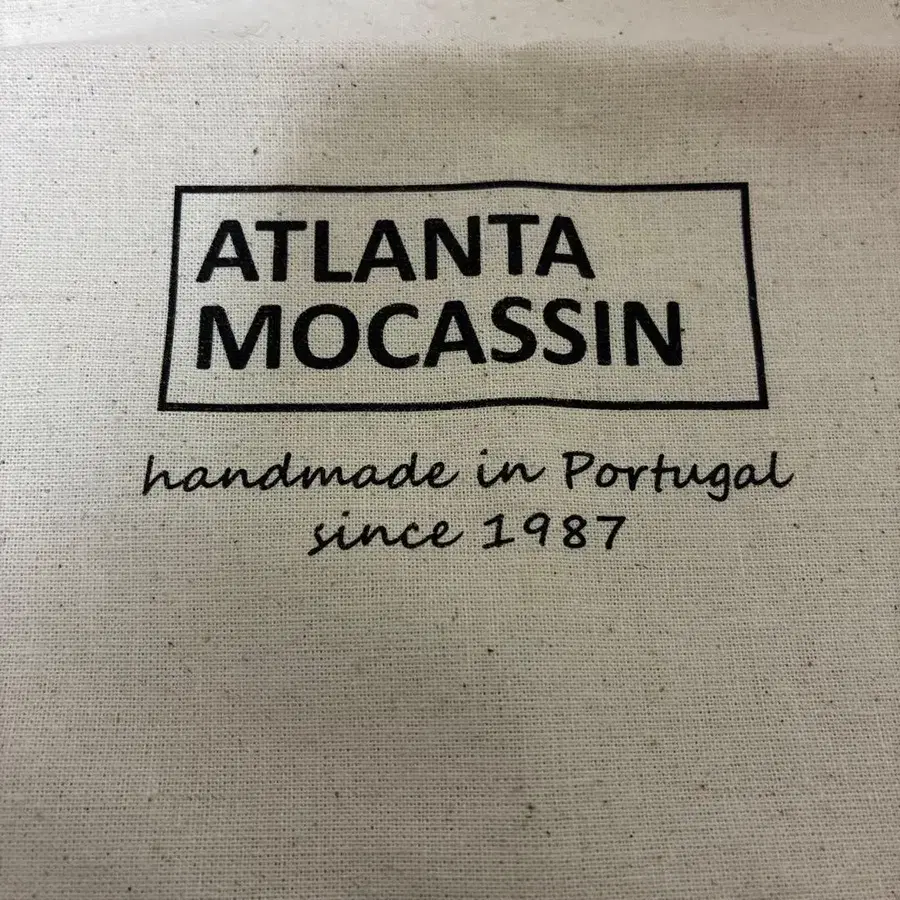 ATLANTA
MOCASSIN
handmade in Portugal
since 1987